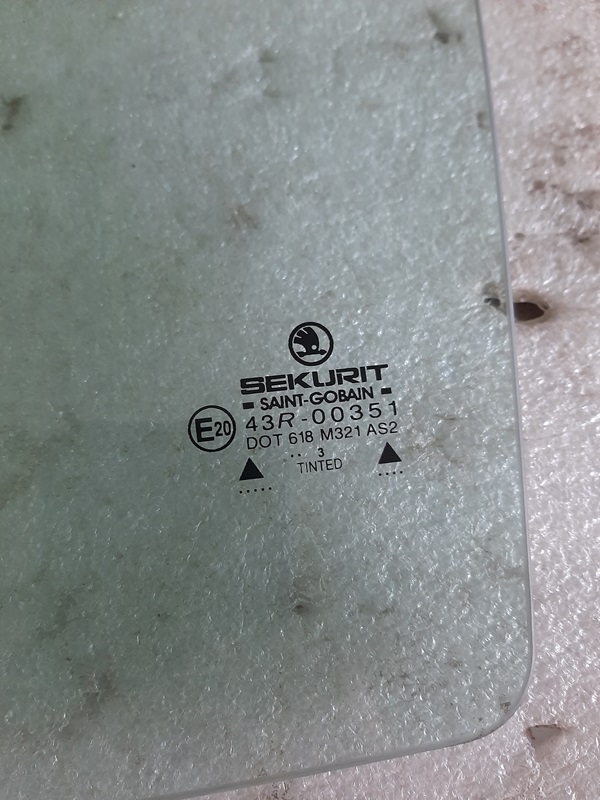 SEKURIT
SAINT-GOBAIN
E20
43R-00351
DOT 618 M321 AS2
.. 3
TINTED